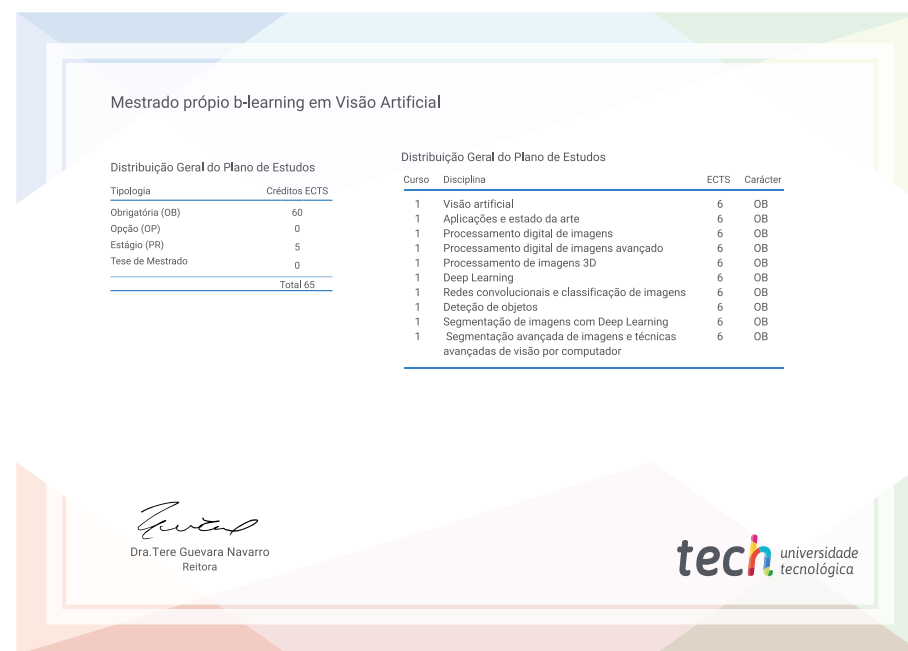 Mestrado própio b-learning em Visão Artificial
Distribuição Geral do Plano de Estudos
Tipologia Créditos ECTS
Obrigatória (OB) 60
Opção (OP) 0
Estágio (PR) 5
Tese de Mestrado 0
Total 65
Distribuição Geral do Plano de Estudos
Curso Disciplina ECTS Carácter
1 Visão artificial 6 OB
1 Aplicações e estado da arte 6 OB
1 Processamento digital de imagens 6 OB
1 Processamento digital de imagens avançado 6 OB
1 Processamento de imagens 3D 6 OB
1 Deep Learning 6 OB
1 Redes convolucionais e classificação de imagens 6 OB
1 Deteção de objetos 6 OB
1 Segmentação de imagens com Deep Learning 6 OB
1 Segmentação avançada de imagens e técnicas 6 OB
avançadas de visão por computador
Dra.Tere Guevara Navarro
Reitora
tech universidade
tecnológica